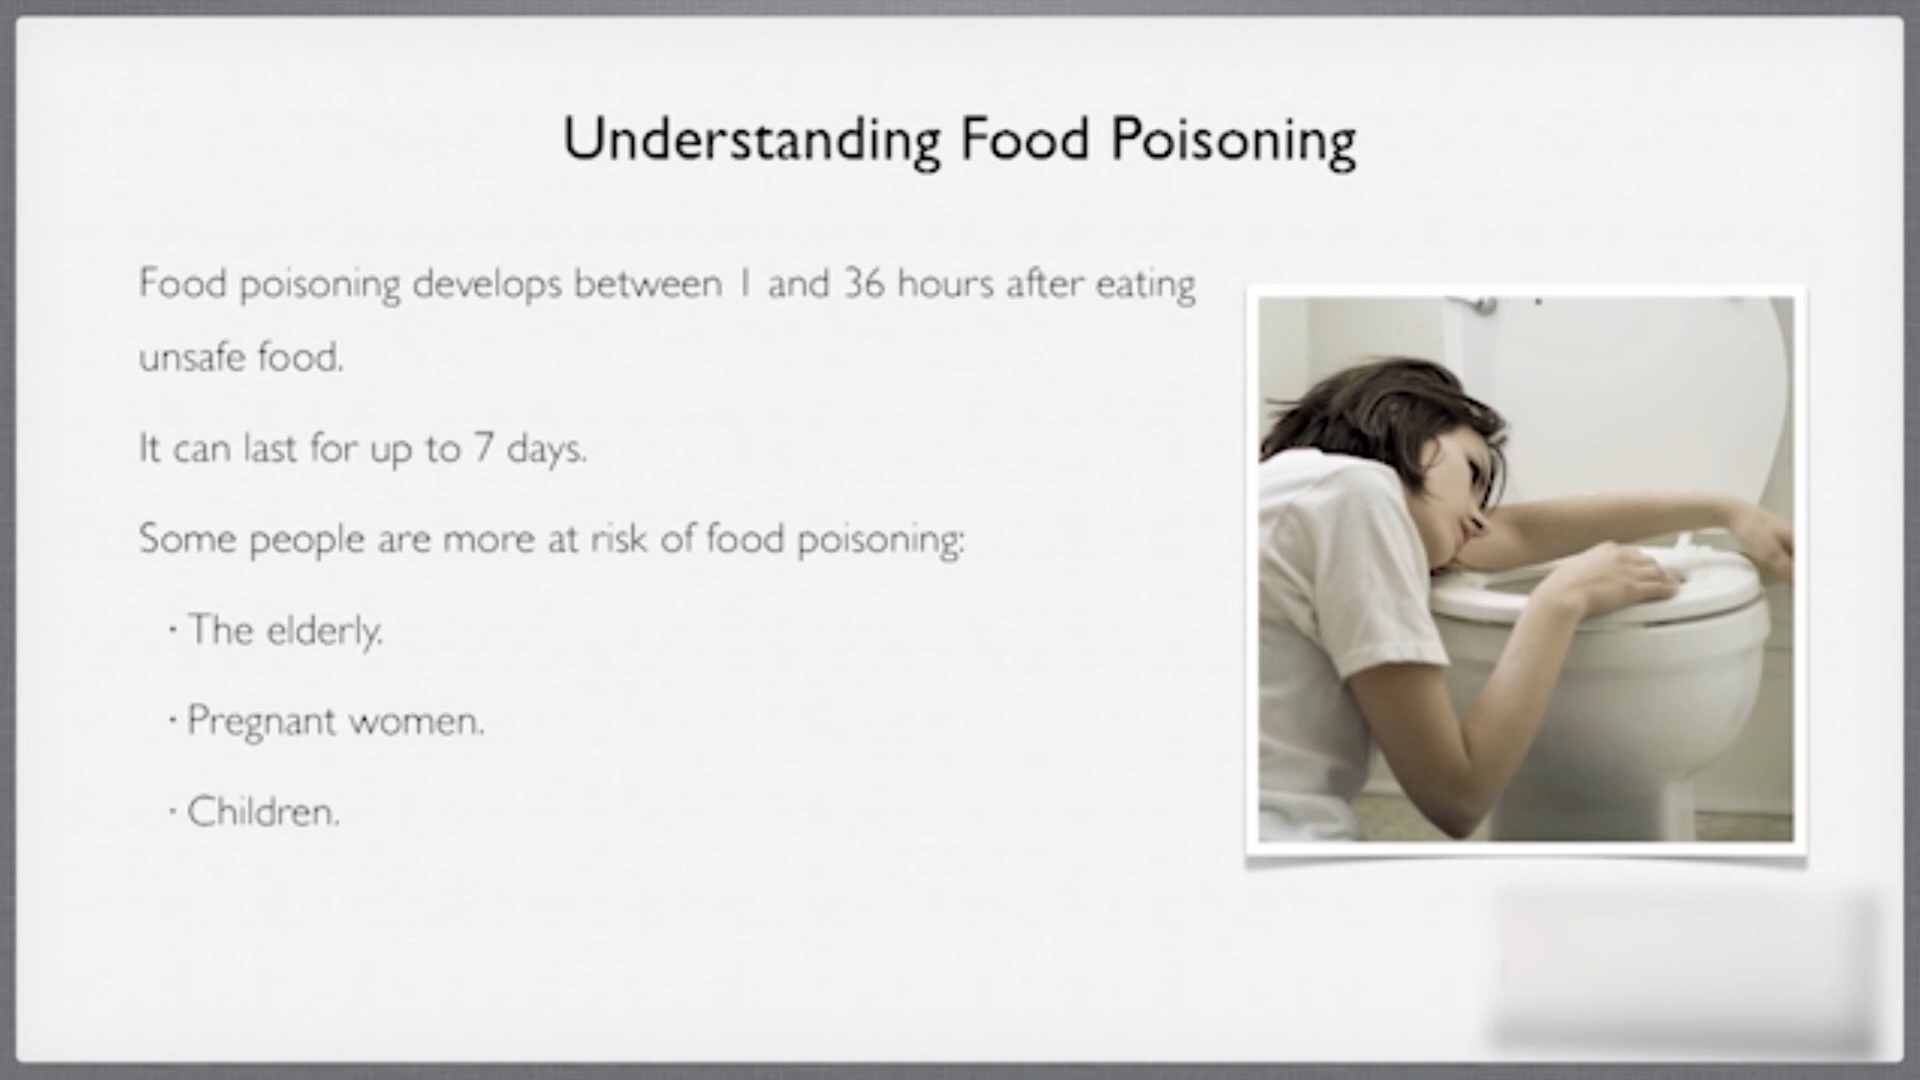 Understanding Food Poisoning
Food poisoning develops between 1 and 36 hours after eating
unsafe food.
It can last for up to 7 days.
Some people are more at risk of food poisoning:
· The elderly.
· Pregnant women.
· Children.